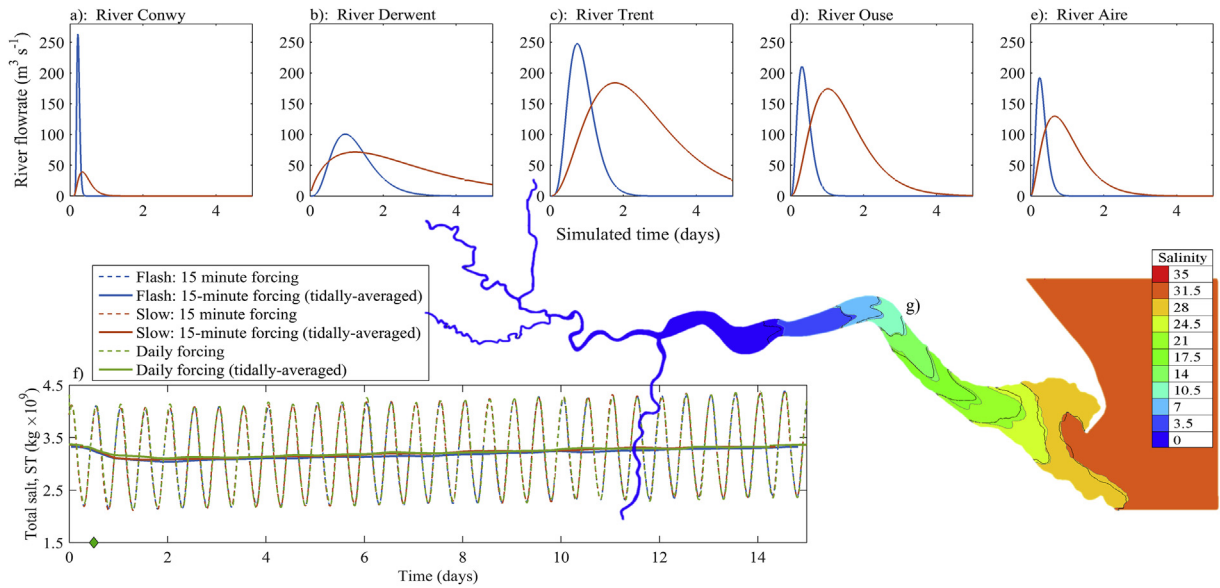 a): River Conwy
b): River Derwent
c): River Trent
d): River Ouse
e): River Aire
River flowrate (m³ s⁻¹)
250
200
150
100
50
0
0 2 4
250
200
150
100
50
0
0 2 4
250
200
150
100
50
0
0 2 4
250
200
150
100
50
0
0 2 4
250
200
150
100
50
0
0 2 4
Simulated time (days)
Flash: 15 minute forcing
Flash: 15-minute forcing (tidally-averaged)
Slow: 15 minute forcing
Slow: 15-minute forcing (tidally-averaged)
Daily forcing
Daily forcing (tidally-averaged)
g)
Salinity
35
31.5
28
24.5
21
17.5
14
10.5
7
3.5
0
f)
Total salt, ST (kg ×10⁹)
4.5
3.5
2.5
1.5
0 2 4 6 8 10 12 14
Time (days)